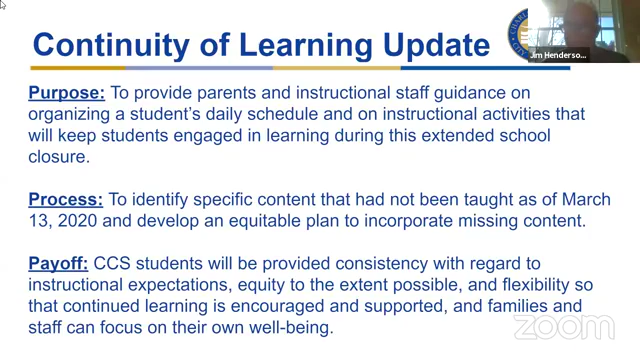 Continuity of Learning Update
Jim Henderso...
Purpose: To provide parents and instructional staff guidance on
organizing a student's daily schedule and on instructional activities that
will keep students engaged in learning during this extended school
closure.
Process: To identify specific content that had not been taught as of March
13, 2020 and develop an equitable plan to incorporate missing content.
Payoff: CCS students will be provided consistency with regard to
instructional expectations, equity to the extent possible, and flexibility so
that continued learning is encouraged and supported, and families and
staff can focus on their own well-being.
zoom